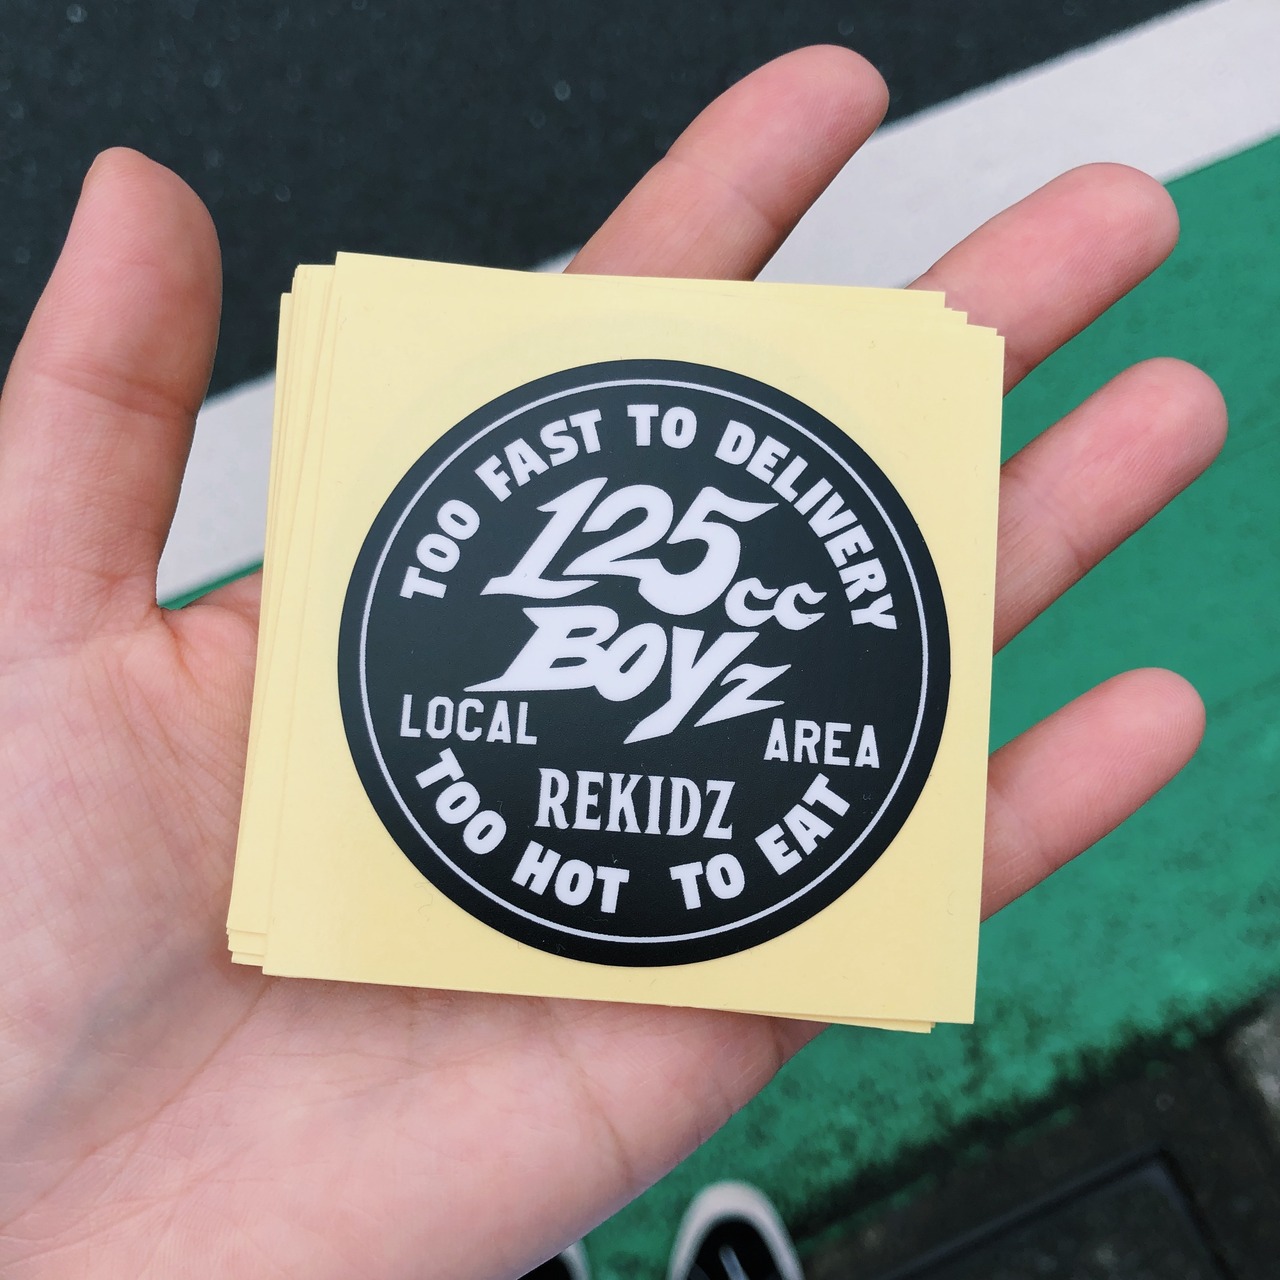 TOO FAST TO DELIVERY
125cc
BOYz
LOCAL AREA
REKIDZ
TOO HOT TO EAT